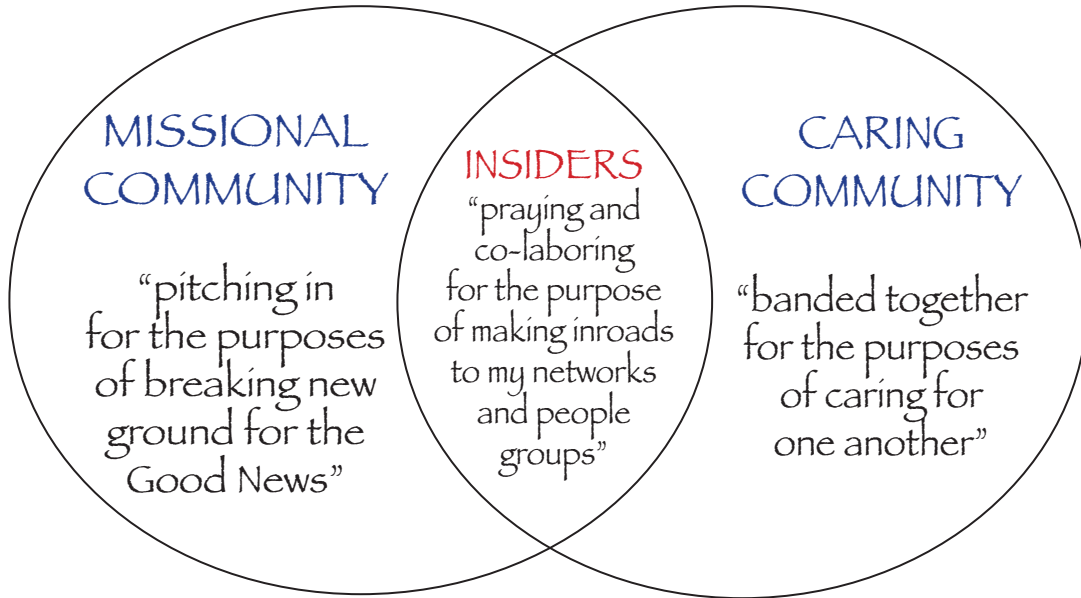 MISSIONAL
COMMUNITY
“pitching in
for the purposes
of breaking new
ground for the
Good News”
INSIDERS
“praying and
co-laboring
for the purpose
of making inroads
to my networks
and people
groups”
CARING
COMMUNITY
“banded together
for the purposes
of caring for
one another”